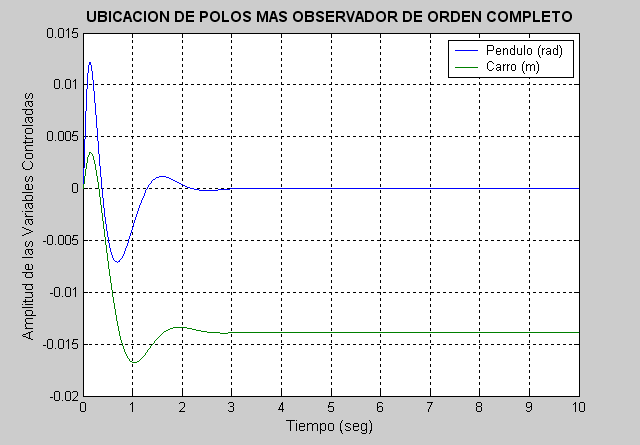 UBICACION DE POLOS MAS OBSERVADOR DE ORDEN COMPLETO
Pendulo (rad)
Carro (m)
Amplitud de las Variables Controladas
0.015
0.01
0.005
0
-0.005
-0.01
-0.015
-0.02
0 1 2 3 4 5 6 7 8 9 10
Tiempo (seg)